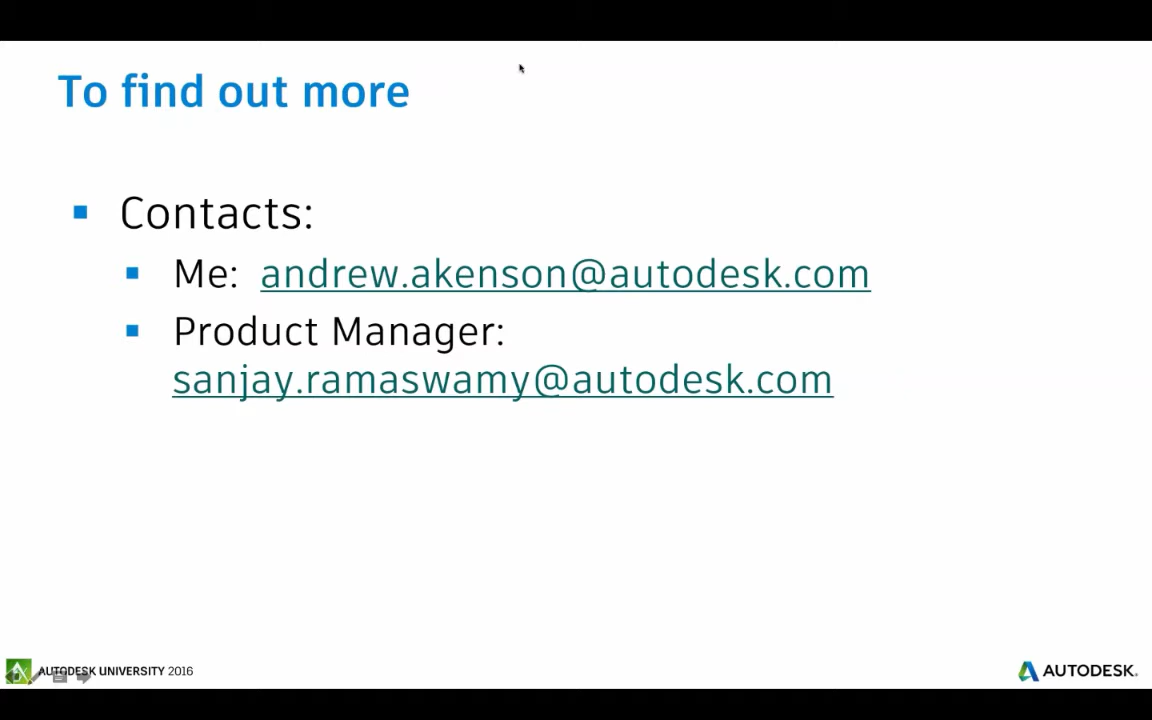 To find out more
Contacts:
Me: andrew.akenson@autodesk.com
Product Manager:
sanjay.ramaswamy@autodesk.com
AUTODESK UNIVERSITY 2016
AUTODESK.